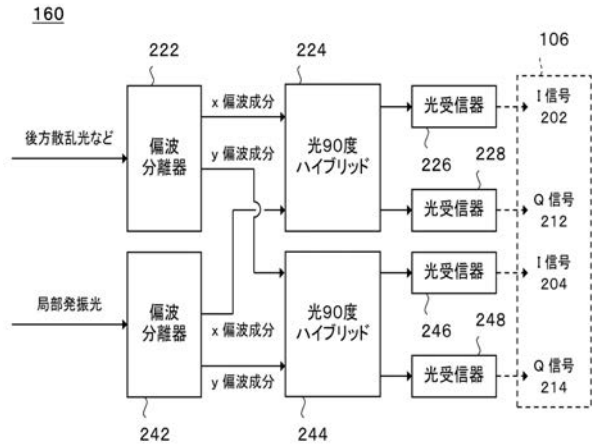 160
222
224
106
x 偏波成分
光受信器
I 信号
202
後方散乱光など
偏波
分離器
y 偏波成分
光90度
ハイブリッド
226
228
光受信器
Q 信号
212
光受信器
I 信号
204
局部発振光
偏波
分離器
x 偏波成分
光90度
ハイブリッド
246
248
y 偏波成分
光受信器
Q 信号
214
242
244